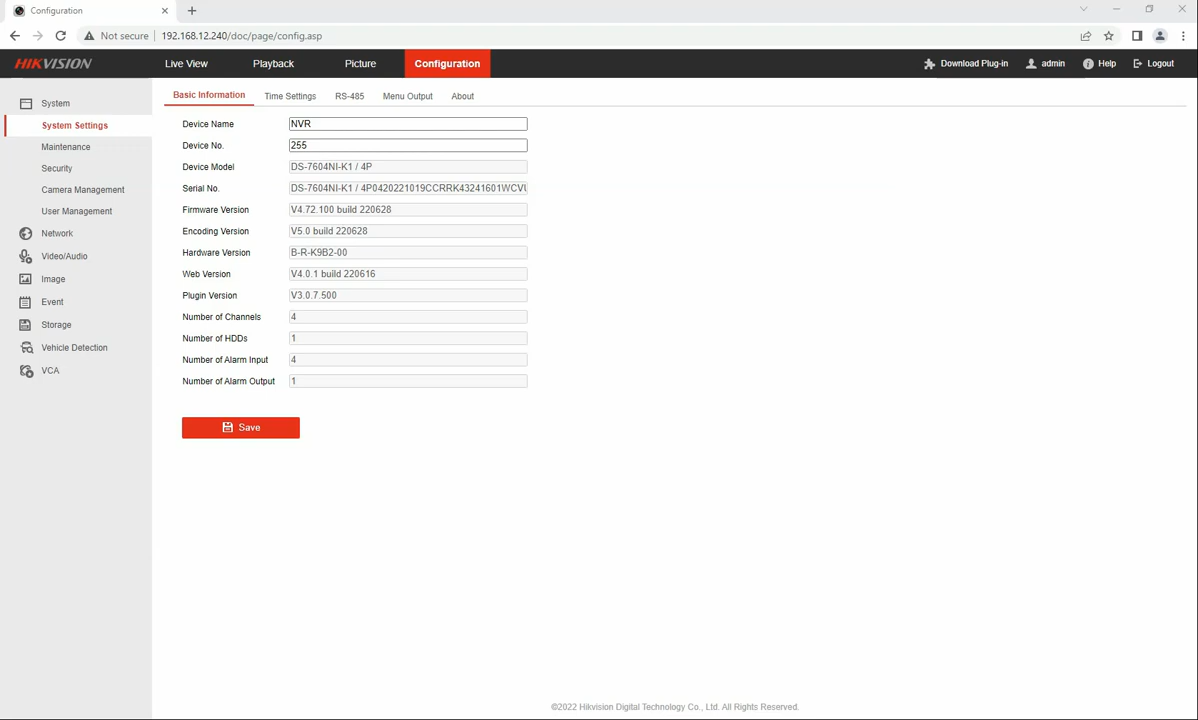 Configuration
Not secure
192.168.12.240/doc/page/config.asp
HIKVISION
Live View
Playback
Picture
Configuration
Download Plug-in
admin
Help
Logout
System
System Settings
Maintenance
Security
Camera Management
User Management
Network
Video/Audio
Image
Event
Storage
Vehicle Detection
VCA
Basic Information
Time Settings
RS-485
Menu Output
About
Device Name NVR
Device No. 255
Device Model DS-7604NI-K1 / 4P
Serial No. DS-7604NI-K1 / 4P0420221019CCRRK43241601WCVU
Firmware Version V4.72.100 build 220628
Encoding Version V5.0 build 220628
Hardware Version B-R-K9B2-00
Web Version V4.0.1 build 220616
Plugin Version V3.0.7.500
Number of Channels 4
Number of HDDs 1
Number of Alarm Input 4
Number of Alarm Output 1
Save
©2022 Hikvision Digital Technology Co., Ltd. All Rights Reserved.